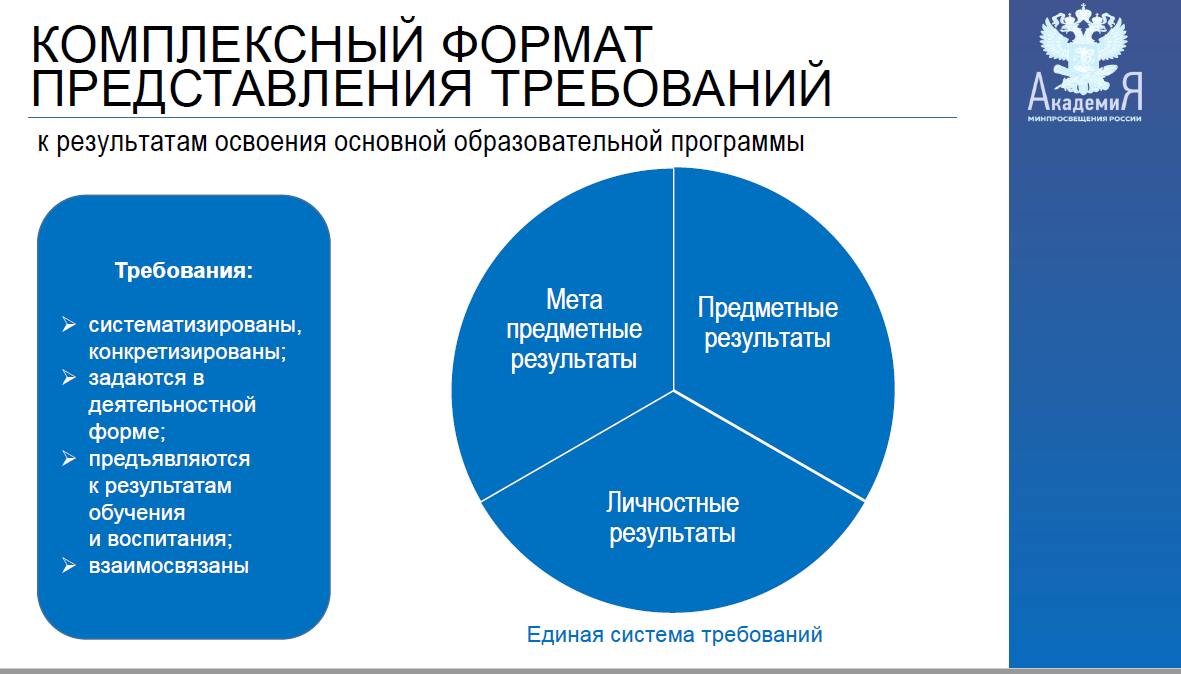 КОМПЛЕКСНЫЙ ФОРМАТ
ПРЕДСТАВЛЕНИЯ ТРЕБОВАНИЙ
к результатам освоения основной образовательной программы
АкадемиЯ
МИНПРОСВЕЩЕНИЯ РОССИИ
Требования:
➢ систематизированы,
конкретизированы;
➢ задаются в
деятельностной
форме;
➢ предъявляются
к результатам
обучения
и воспитания;
➢ взаимосвязаны
Мета
предметные
результаты
Предметные
результаты
Личностные
результаты
Единая система требований